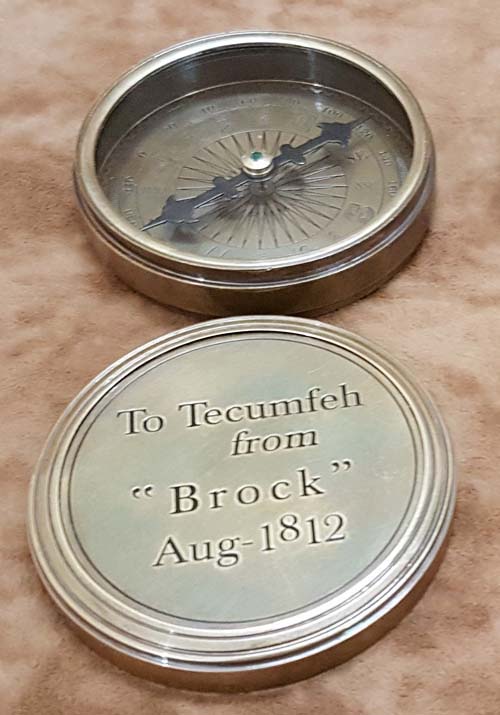 To Tecumfeh
from
“Brock”
Aug-1812